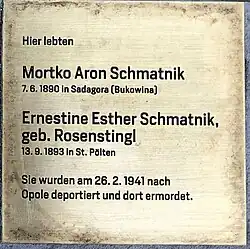 Hier lebten
Mortko Aron Schmatnik
7. 6. 1890 in Sadagora (Bukowina)
Ernestine Esther Schmatnik,
geb. Rosenstingl
13. 9. 1893 in St. Pölten
Sie wurden am 26. 2. 1941 nach
Opole deportiert und dort ermordet.